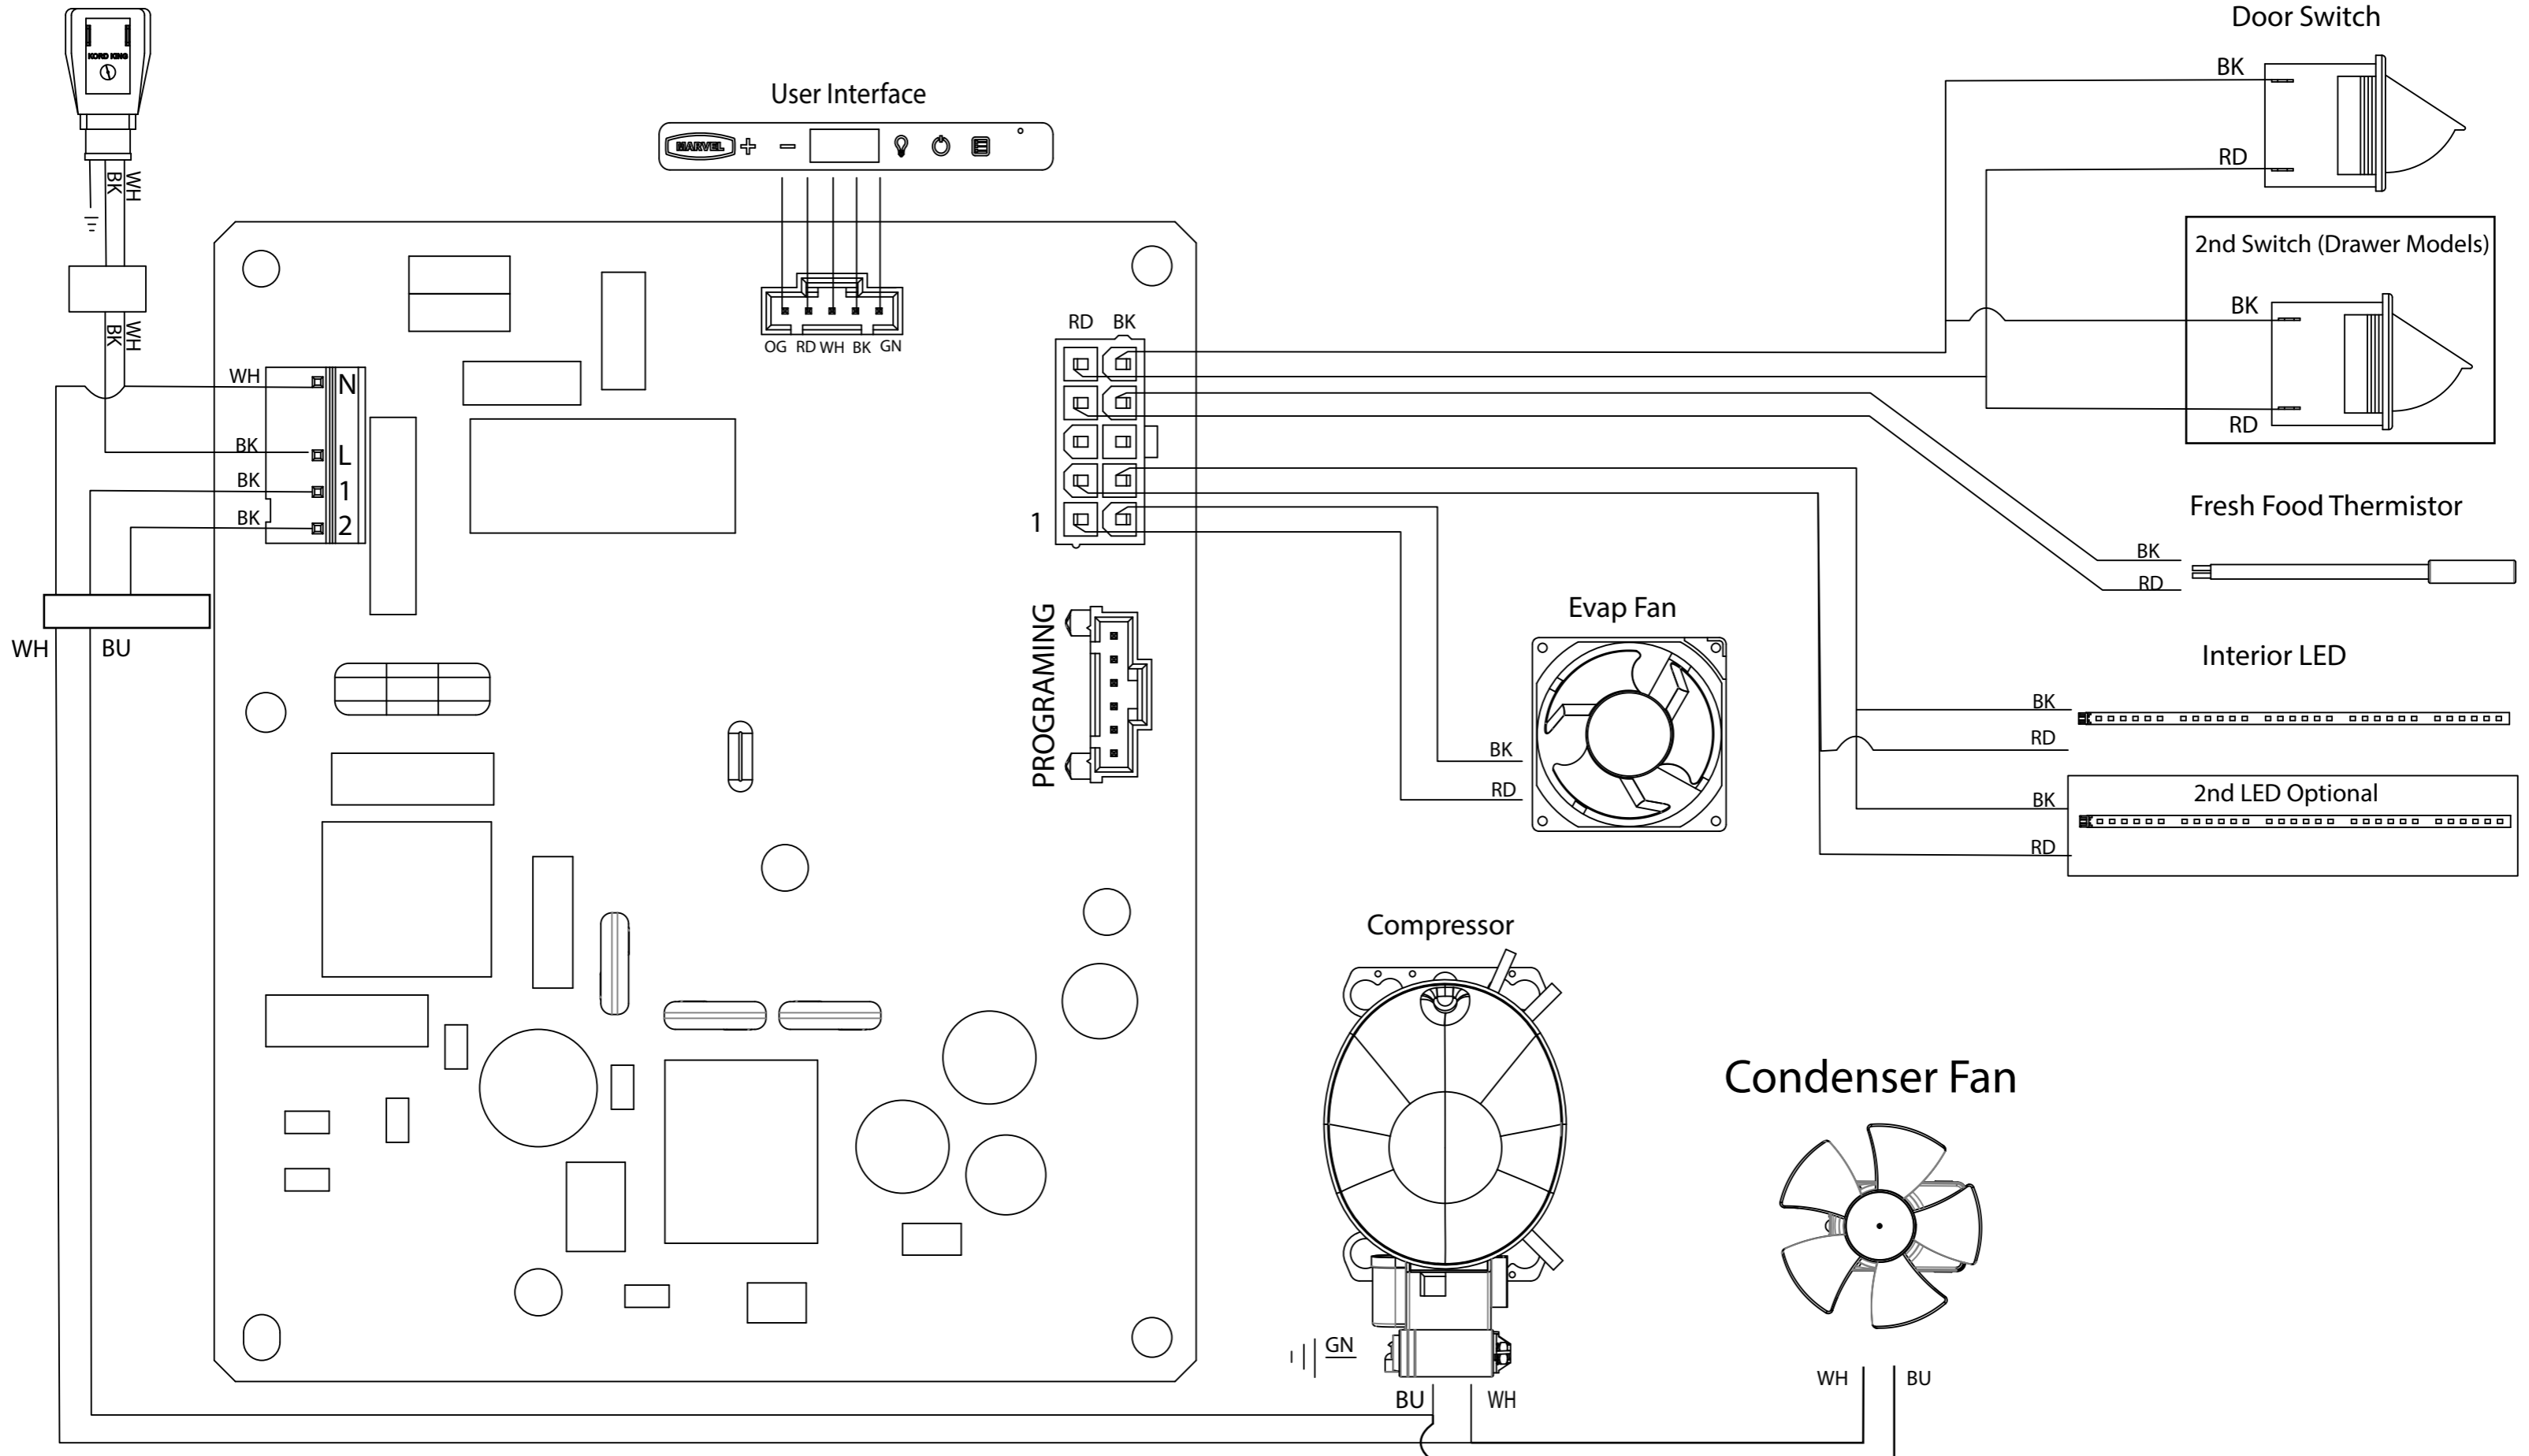 Door Switch
KORD KING
BK
User Interface
MARVEL
RD
BK WH
2nd Switch (Drawer Models)
BK
BK WH
OG RD WH BK GN
RD BK
WH N
RD
BK L
BK 1
BK 2
1
Fresh Food Thermistor
BK
RD
Evap Fan
PROGRAMING
WH BU
Interior LED
BK
RD
BK
RD
2nd LED Optional
BK
RD
Compressor
Condenser Fan
GN
BU WH
WH BU